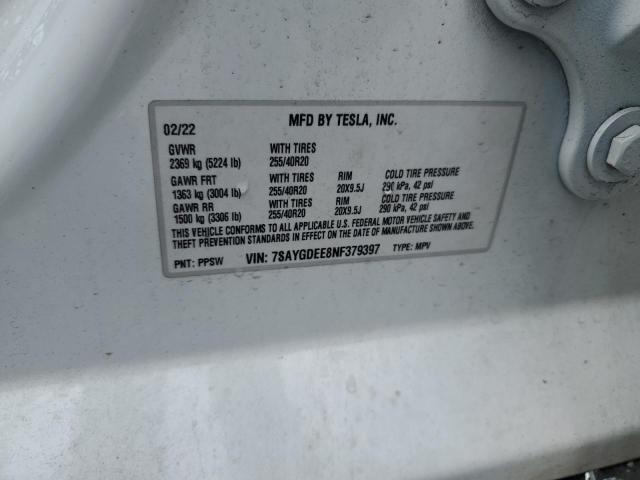 MFD BY TESLA, INC.
02/22
GVWR WITH TIRES
2369 kg (5224 lb) 255/40R20
GAWR FRT WITH TIRES RIM COLD TIRE PRESSURE
1363 kg (3004 lb) 255/40R20 20X9.5J 290 kPa, 42 psi
GAWR RR WITH TIRES RIM COLD TIRE PRESSURE
1500 kg (3306 lb) 255/40R20 20X9.5J 290 kPa, 42 psi
THIS VEHICLE CONFORMS TO ALL APPLICABLE U.S. FEDERAL MOTOR VEHICLE SAFETY AND
THEFT PREVENTION STANDARDS IN EFFECT ON THE DATE OF MANUFACTURE SHOWN ABOVE.
PNT: PPSW VIN: 7SAYGDEE8NF379397 TYPE: MPV